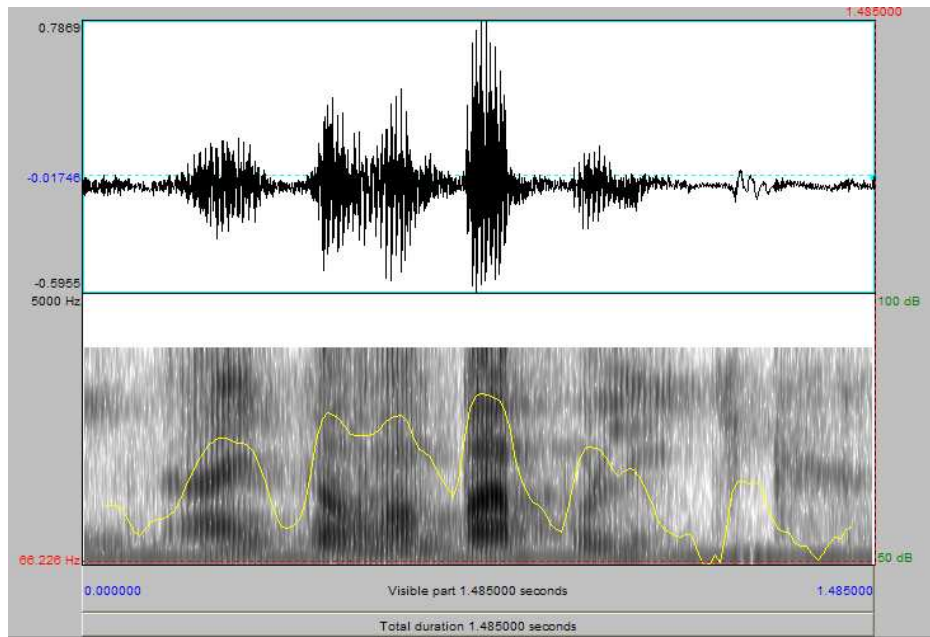 1.485000
0.7869
-0.01746
-0.5955
5000 Hz
100 dB
66.226 Hz
50 dB
0.000000 Visible part 1.485000 seconds 1.485000
Total duration 1.485000 seconds